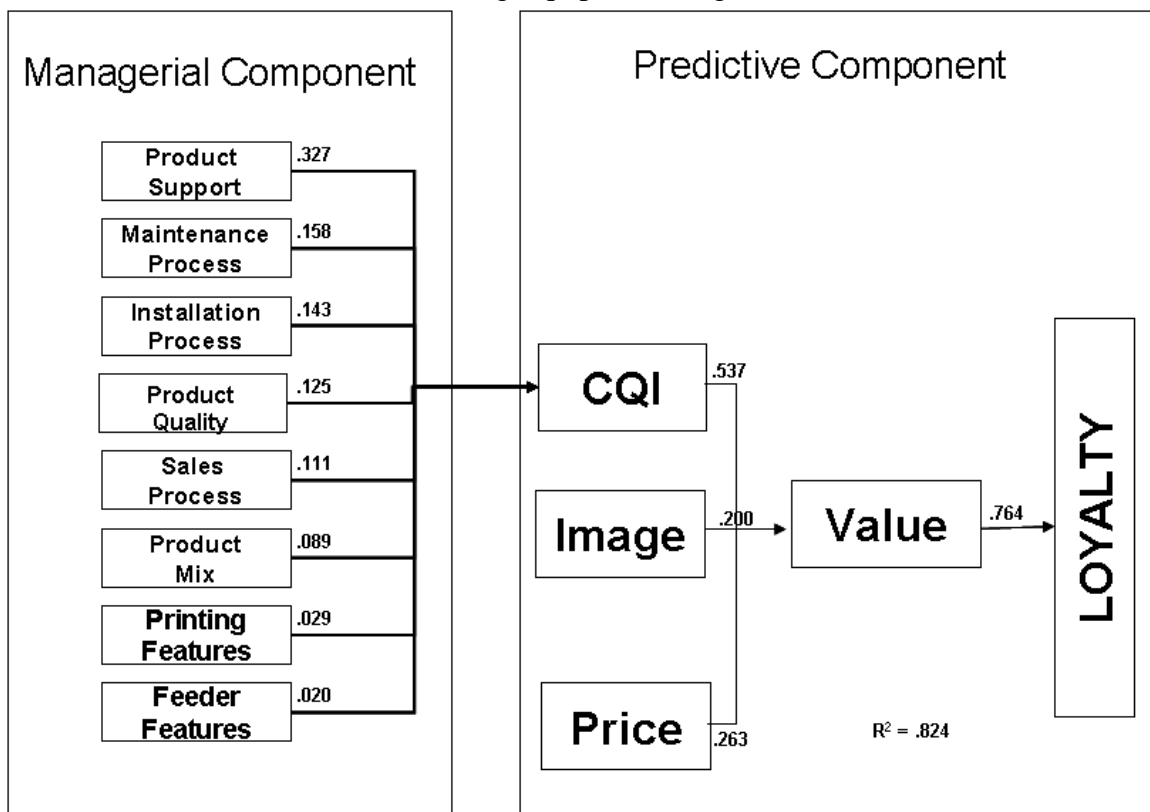 Managerial Component
Product
Support
.327
Maintenance
Process
.158
Installation
Process
.143
Product
Quality
.125
Sales
Process
.111
Product
Mix
.089
Printing
Features
.029
Feeder
Features
.020
Predictive Component
CQI
.537
Image
.200
Price
.263
Value
.764
LOYALTY
R² = .824